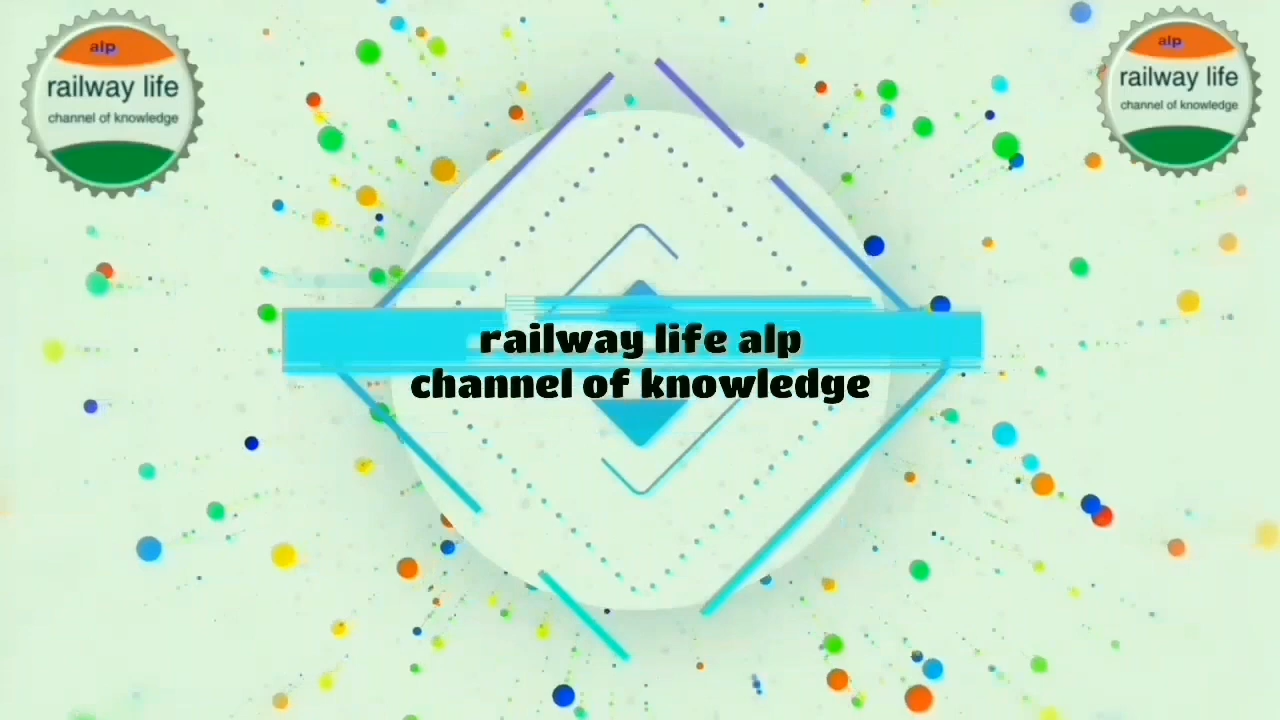 alp
railway life
channel of knowledge
alp
railway life
channel of knowledge
railway life alp
channel of knowledge